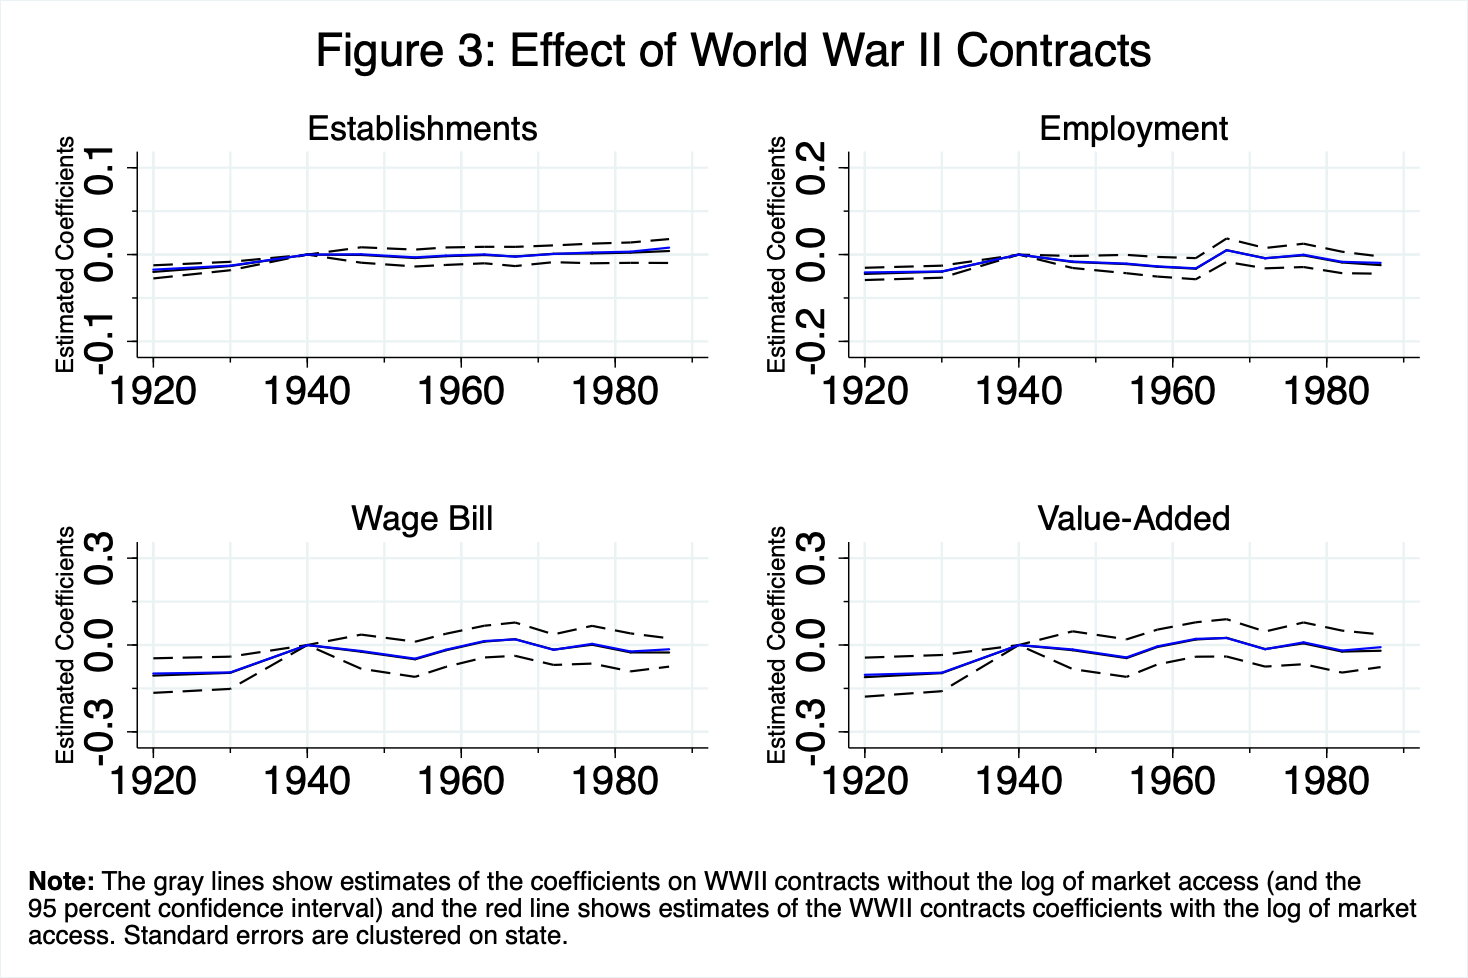 Figure 3: Effect of World War II Contracts
Establishments
Estimated Coefficients
0.1
0.0
-0.1
1920 1940 1960 1980
Employment
Estimated Coefficients
0.2
0.0
-0.2
1920 1940 1960 1980
Wage Bill
Estimated Coefficients
0.3
0.0
-0.3
1920 1940 1960 1980
Value-Added
Estimated Coefficients
0.3
0.0
-0.3
1920 1940 1960 1980
Note: The gray lines show estimates of the coefficients on WWII contracts without the log of market access (and the
95 percent confidence interval) and the red line shows estimates of the WWII contracts coefficients with the log of market
access. Standard errors are clustered on state.